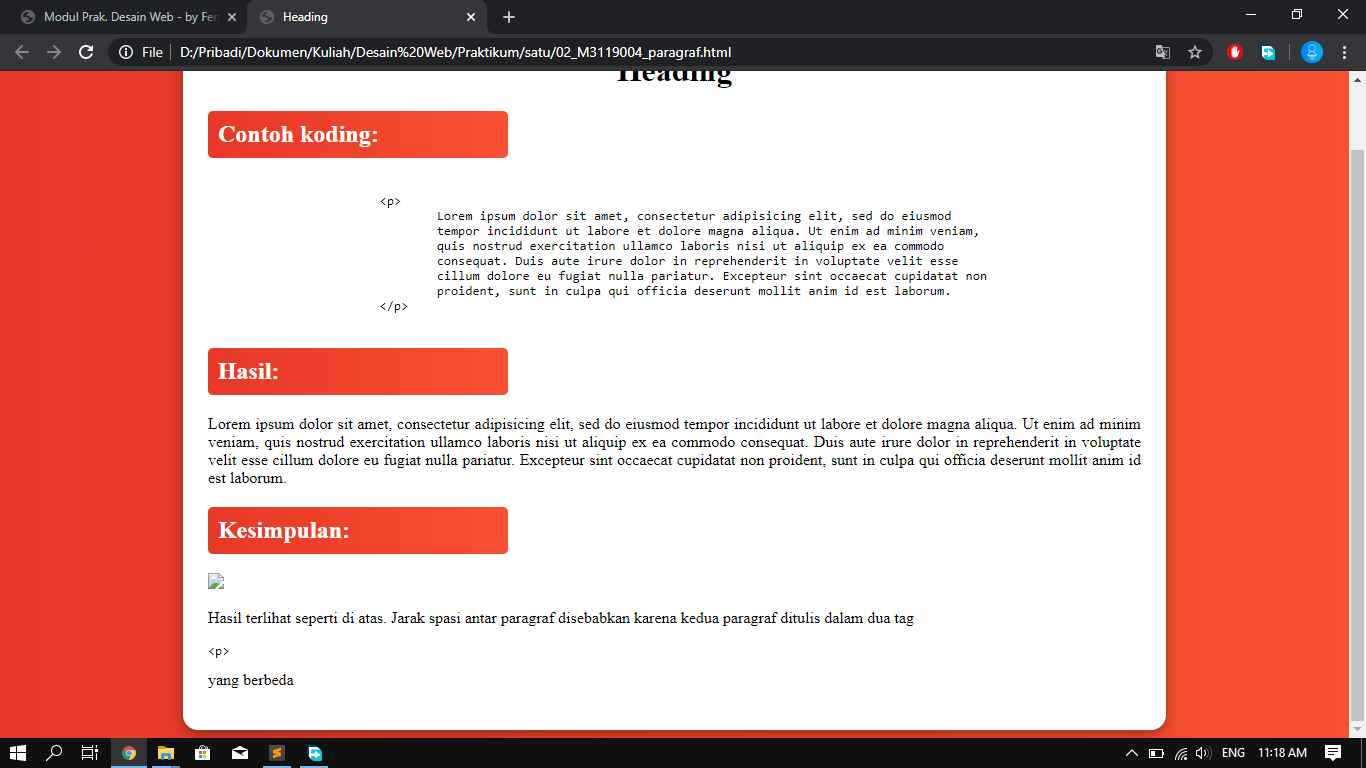 Modul Prak. Desain Web - by Fer
Heading
File
D:/Pribadi/Dokumen/Kuliah/Desain%20Web/Praktikum/satu/02_M3119004_paragraf.html
Heading
Contoh koding:
<p>
Lorem ipsum dolor sit amet, consectetur adipisicing elit, sed do eiusmod
tempor incididunt ut labore et dolore magna aliqua. Ut enim ad minim veniam,
quis nostrud exercitation ullamco laboris nisi ut aliquip ex ea commodo
consequat. Duis aute irure dolor in reprehenderit in voluptate velit esse
cillum dolore eu fugiat nulla pariatur. Excepteur sint occaecat cupidatat non
proident, sunt in culpa qui officia deserunt mollit anim id est laborum.
</p>
Hasil:
Lorem ipsum dolor sit amet, consectetur adipisicing elit, sed do eiusmod tempor incididunt ut labore et dolore magna aliqua. Ut enim ad minim
veniam, quis nostrud exercitation ullamco laboris nisi ut aliquip ex ea commodo consequat. Duis aute irure dolor in reprehenderit in voluptate
velit esse cillum dolore eu fugiat nulla pariatur. Excepteur sint occaecat cupidatat non proident, sunt in culpa qui officia deserunt mollit anim id
est laborum.
Kesimpulan:
Hasil terlihat seperti di atas. Jarak spasi antar paragraf disebabkan karena kedua paragraf ditulis dalam dua tag
<p>
yang berbeda
ENG
11:18 AM